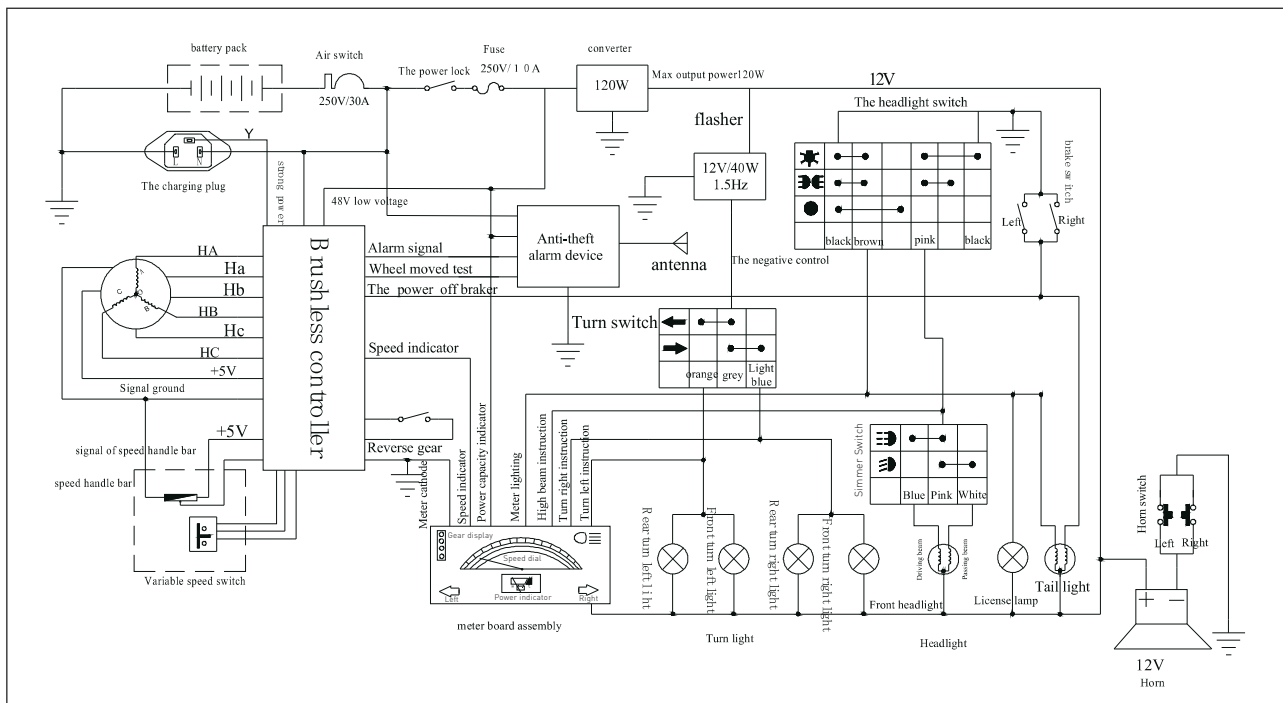 battery pack
Air switch
250V/30A
The power lock
Fuse
250V/10A
converter
120W
Max output power120W
12V
The headlight switch
flasher
12V/40W
1.5Hz
Y
L
N
The charging plug
strong power
48V low voltage
Anti-theft
alarm device
antenna
The negative control
black
brown
pink
black
brake switch
Left
Right
Brushless controller
HA
Ha
Hb
HB
Hc
HC
+5V
Signal ground
A
C
B
Alarm signal
Wheel moved test
The power off braker
Speed indicator
Reverse gear
Turn switch
orange
grey
Light
blue
+5V
signal of speed handle bar
speed handle bar
Variable speed switch
Meter cathode
Speed indicator
Power capacity indicator
Meter lighting
High beam instruction
Turn right instruction
Turn left instruction
Gear display
Speed dial
Power indicator
Left
Right
meter board assembly
Simmer Switch
Blue
Pink
White
Rear turn left liht
Front turn left light
Rear turn right light
Front turn right light
Turn light
Driving beam
Passing beam
Front headlight
Headlight
License lamp
Tail light
Horn switch
Left
Right
+
-
12V
Horn